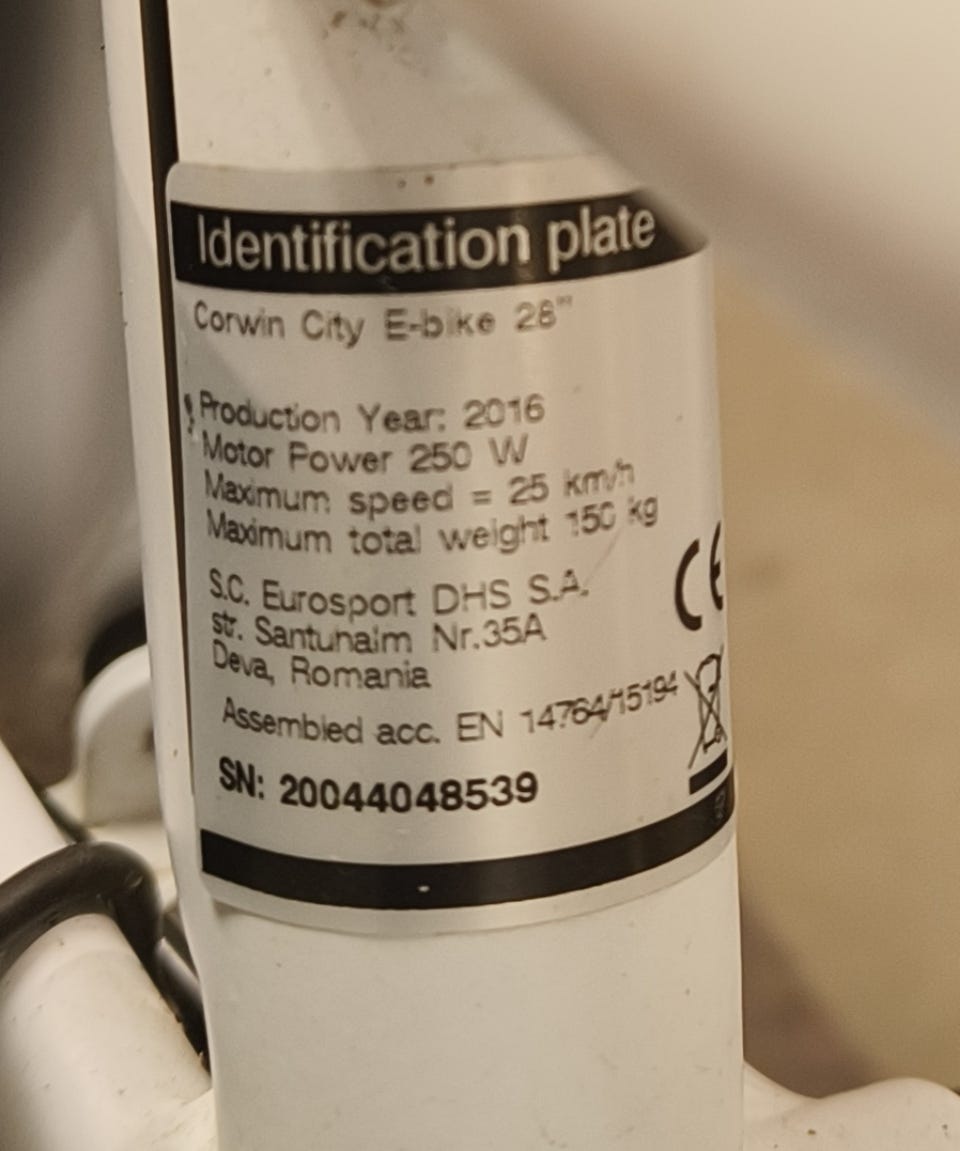 Identification plate
Corwin City E-bike 28"
Production Year: 2016
Motor Power 250 W
Maximum speed = 25 km/h
Maximum total weight 150 kg
S.C. Eurosport DHS S.A.
str. Santuhalm Nr.35A
Deva, Romania
CE
Assembled acc. EN 14764/15194
SN: 20044048539